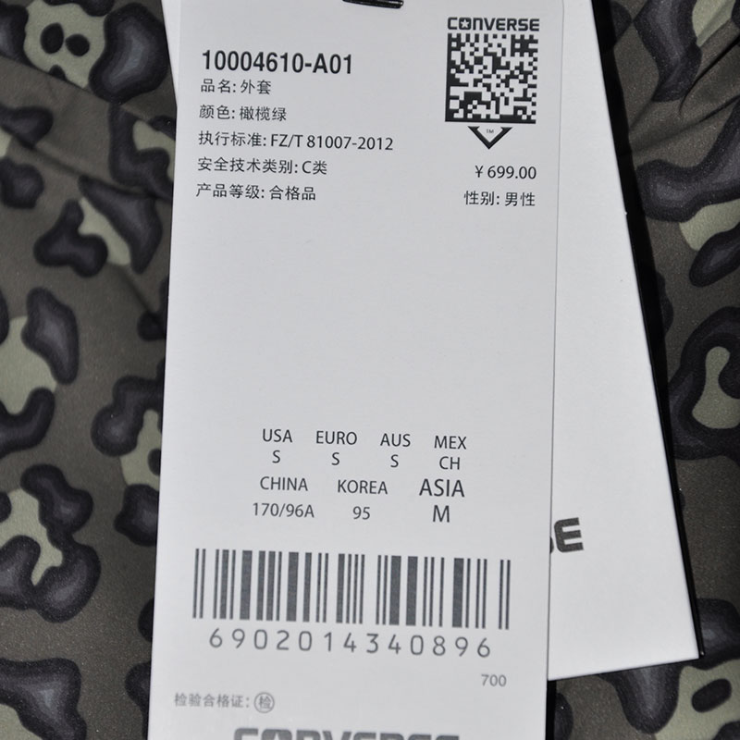 CONVERSE
10004610-A01
品名: 外套
颜色: 橄榄绿
执行标准: FZ/T 81007-2012
安全技术类别: C类
¥ 699.00
产品等级: 合格品
性别: 男性
TM
USA EURO AUS MEX
S S S CH
CHINA KOREA ASIA
170/96A 95 M
6902014340896
700
检验合格证: 检
CONVERSE
SE